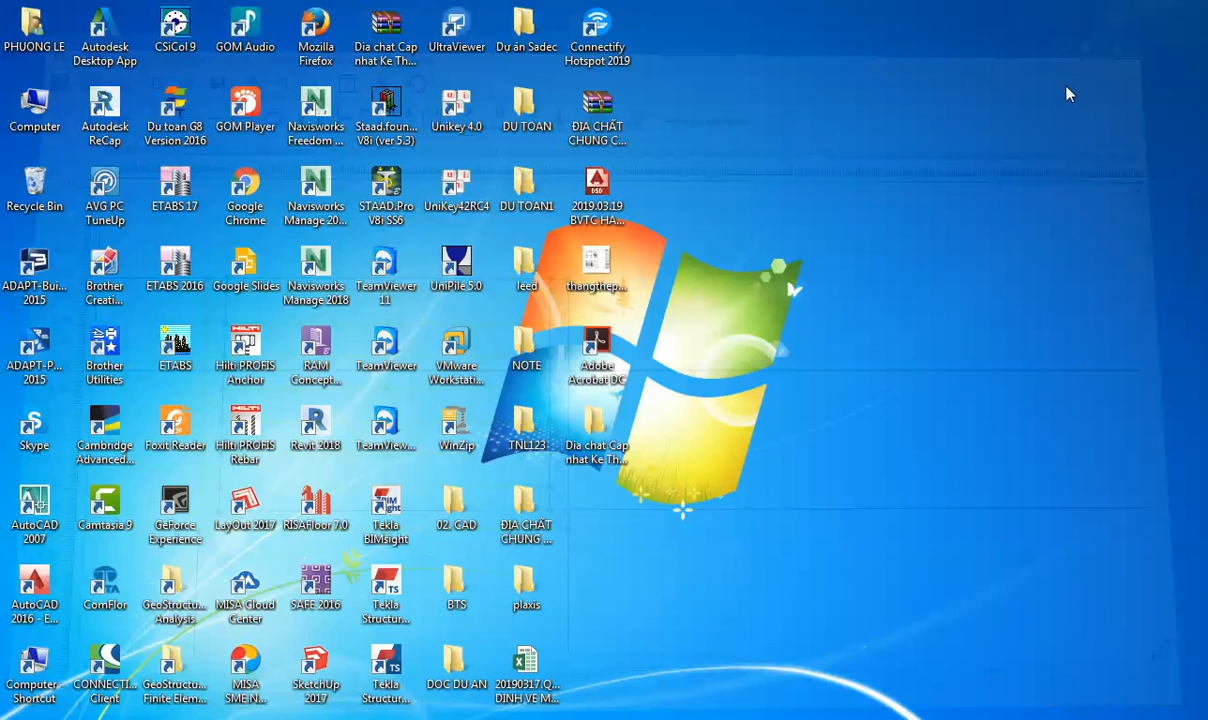 PHUONG LE
Autodesk
Desktop App
CSiCol 9
GOM Audio
Mozilla
Firefox
Dia chat Cap
nhat Ke Th...
UltraViewer
Dự án Sadec
Connectify
Hotspot 2019
Computer
Autodesk
ReCap
Du toan G8
Version 2016
GOM Player
Navisworks
Freedom ...
Staad.foun...
V8i (ver 5.3)
Unikey 4.0
DU TOAN
ĐỊA CHẤT
CHUNG C...
Recycle Bin
AVG PC
TuneUp
ETABS 17
Google
Chrome
Navisworks
Manage 20...
STAAD.Pro
V8i SS6
UniKey42RC4
DU TOAN1
2019.03.19
BVTC HA...
ADAPT-Bui...
2015
Brother
Creati...
ETABS 2016
Google Slides
Navisworks
Manage 2018
TeamViewer
11
UniPile 5.0
leed
thangthep...
ADAPT-P...
2015
Brother
Utilities
ETABS
Hilti PROFIS
Anchor
RAM
Concept...
TeamViewer
VMware
Workstati...
NOTE
Adobe
Acrobat DC
Skype
Cambridge
Advanced...
Foxit Reader
Hilti PROFIS
Rebar
Revit 2018
TeamView...
WinZip
TNL123
Dia chat Cap
nhat Ke Th...
AutoCAD
2007
Camtasia 9
GeForce
Experience
LayOut 2017
RISAFloor 7.0
Tekla
BIMsight
02. CAD
ĐỊA CHẤT
CHUNG ...
AutoCAD
2016 - E...
ComFlor
GeoStructu...
Analysis
MISA Cloud
Center
SAFE 2016
Tekla
Structur...
BTS
plaxis
Computer -
Shortcut
CONNECTI...
Client
GeoStructu...
Finite Elem...
MISA
SME.N...
SketchUp
2017
Tekla
Structur...
DOC DU AN
20190317.Q...
DINH VE M...